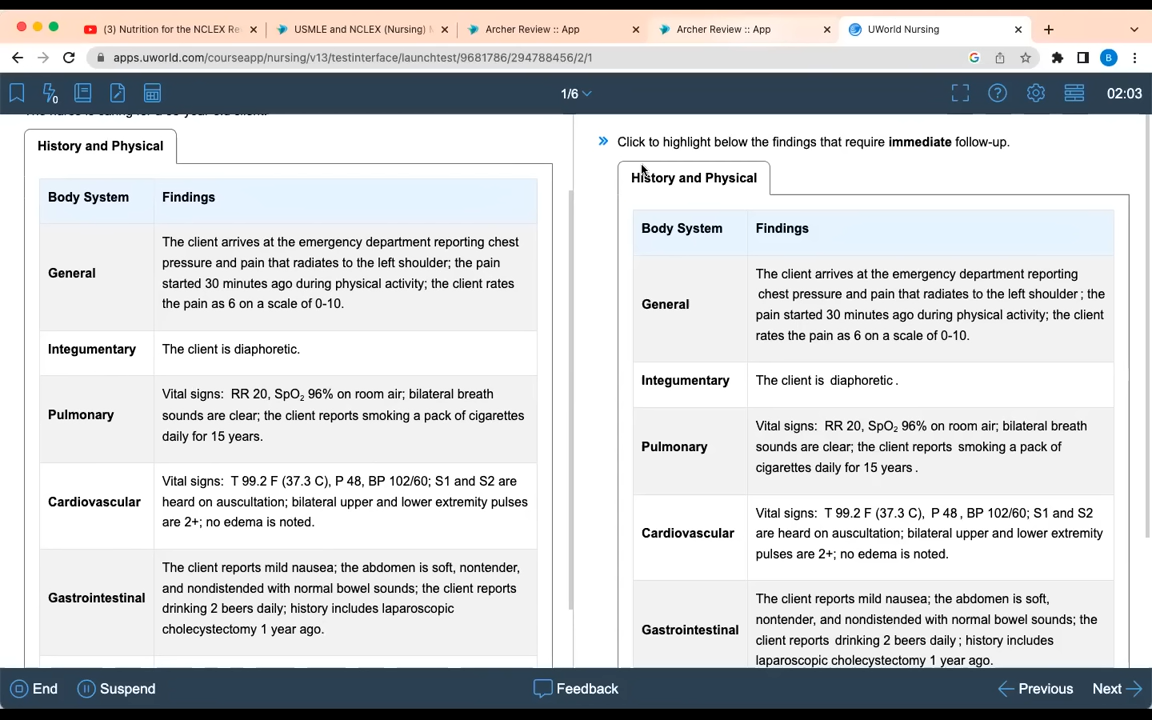 (3) Nutrition for the NCLEX Re
USMLE and NCLEX (Nursing)
Archer Review :: App
Archer Review :: App
UWorld Nursing
apps.uworld.com/courseapp/nursing/v13/testinterface/launchtest/9681786/294788456/2/1
B
0
1/6
02:03
History and Physical
Body System Findings
General
The client arrives at the emergency department reporting chest
pressure and pain that radiates to the left shoulder; the pain
started 30 minutes ago during physical activity; the client rates
the pain as 6 on a scale of 0-10.
Integumentary The client is diaphoretic.
Pulmonary
Vital signs: RR 20, SpO₂ 96% on room air; bilateral breath
sounds are clear; the client reports smoking a pack of cigarettes
daily for 15 years.
Cardiovascular
Vital signs: T 99.2 F (37.3 C), P 48, BP 102/60; S1 and S2 are
heard on auscultation; bilateral upper and lower extremity pulses
are 2+; no edema is noted.
Gastrointestinal
The client reports mild nausea; the abdomen is soft, nontender,
and nondistended with normal bowel sounds; the client reports
drinking 2 beers daily; history includes laparoscopic
cholecystectomy 1 year ago.
» Click to highlight below the findings that require immediate follow-up.
History and Physical
Body System Findings
General
The client arrives at the emergency department reporting
chest pressure and pain that radiates to the left shoulder ; the
pain started 30 minutes ago during physical activity; the client
rates the pain as 6 on a scale of 0-10.
Integumentary The client is diaphoretic .
Pulmonary
Vital signs: RR 20, SpO₂ 96% on room air; bilateral breath
sounds are clear; the client reports smoking a pack of
cigarettes daily for 15 years .
Cardiovascular
Vital signs: T 99.2 F (37.3 C), P 48 , BP 102/60; S1 and S2
are heard on auscultation; bilateral upper and lower extremity
pulses are 2+; no edema is noted.
Gastrointestinal
The client reports mild nausea; the abdomen is soft,
nontender, and nondistended with normal bowel sounds; the
client reports drinking 2 beers daily ; history includes
laparoscopic cholecystectomy 1 year ago.
End
Suspend
Feedback
Previous
Next